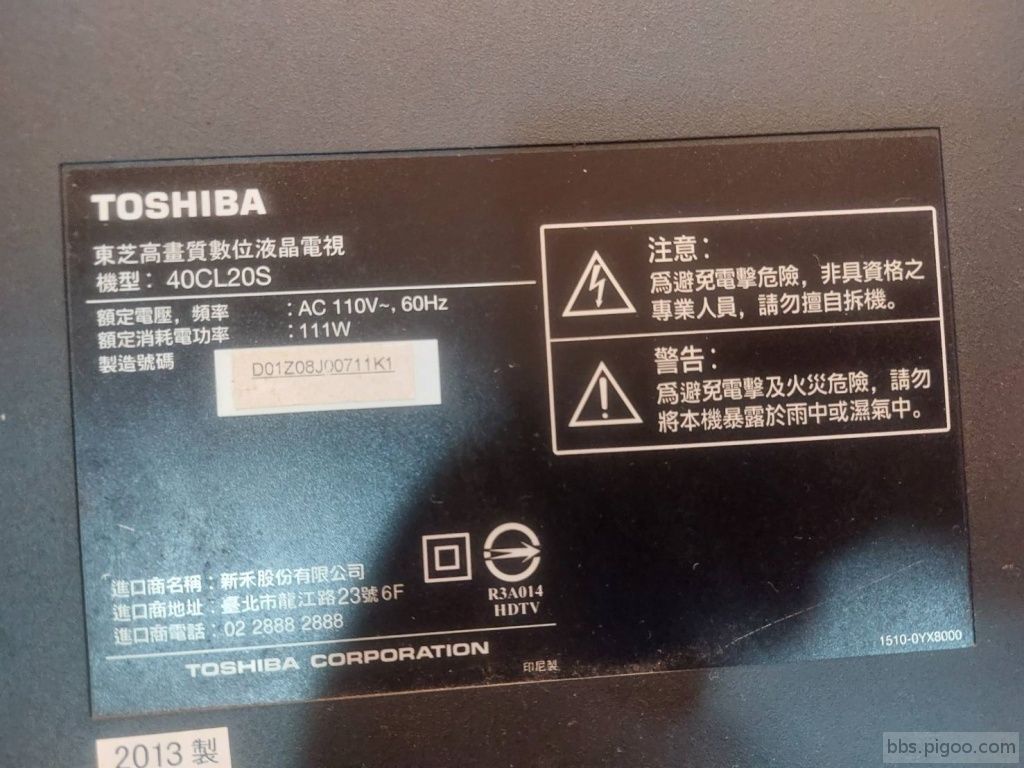 TOSHIBA
東芝高畫質數位液晶電視
機型：40CL20S
額定電壓，頻率：AC 110V~, 60Hz
額定消耗電功率：111W
製造號碼
D01Z08J00711K1
注意：
為避免電擊危險，非具資格之
專業人員，請勿擅自拆機。
警告：
為避免電擊及火災危險，請勿
將本機暴露於雨中或濕氣中。
R3A014
HDTV
進口商名稱：新禾股份有限公司
進口商地址：臺北市龍江路23號6F
進口商電話：02 2888 2888
TOSHIBA CORPORATION
印尼製
1510-0YX8000
2013 製
bbs.pigoo.com